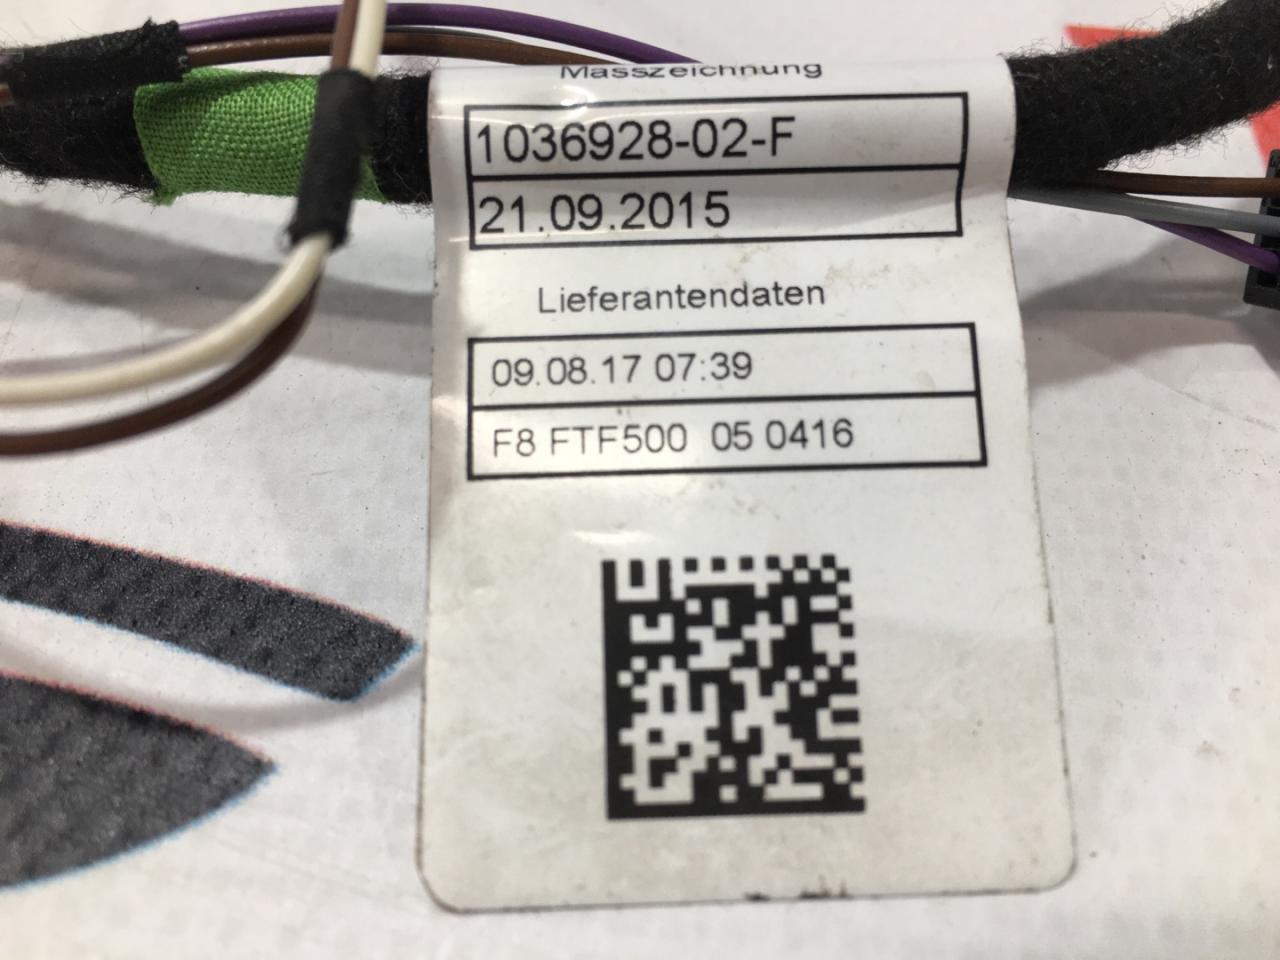 Masszeichnung
1036928-02-F
21.09.2015
Lieferantendaten
09.08.17 07:39
F8 FTF500 05 0416